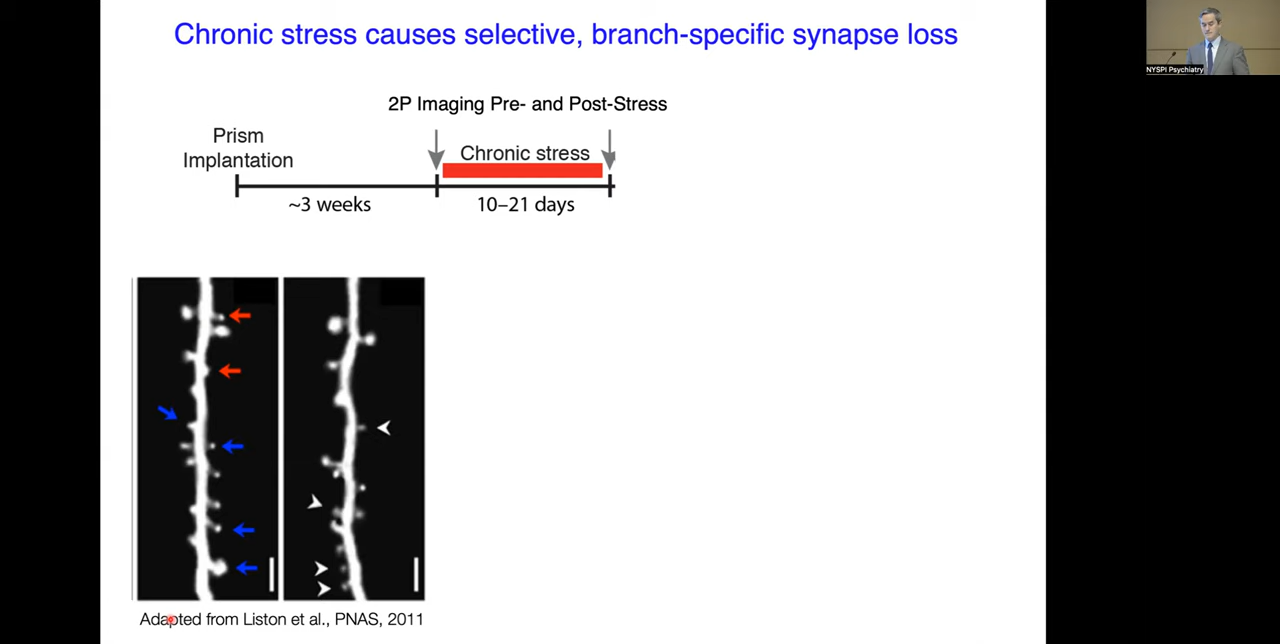 Chronic stress causes selective, branch-specific synapse loss
NYSPI Psychiatry
2P Imaging Pre- and Post-Stress
Prism
Implantation
Chronic stress
~3 weeks
10–21 days
Adapted from Liston et al., PNAS, 2011